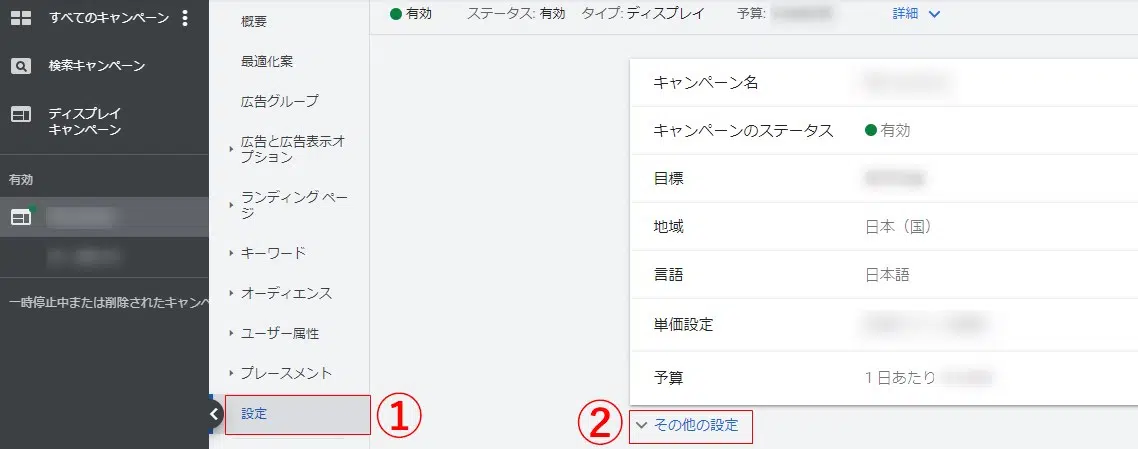 すべてのキャンペーン
検索キャンペーン
ディスプレイ
キャンペーン
有効
一時停止中または削除されたキャンペ
概要
最適化案
広告グループ
広告と広告表示オ
プション
ランディング ペー
ジ
キーワード
オーディエンス
ユーザー属性
プレースメント
設定
①
有効 ステータス: 有効 タイプ: ディスプレイ 予算: 詳細
キャンペーン名
キャンペーンのステータス 有効
目標
地域 日本（国）
言語 日本語
単価設定
予算 1 日あたり
② その他の設定